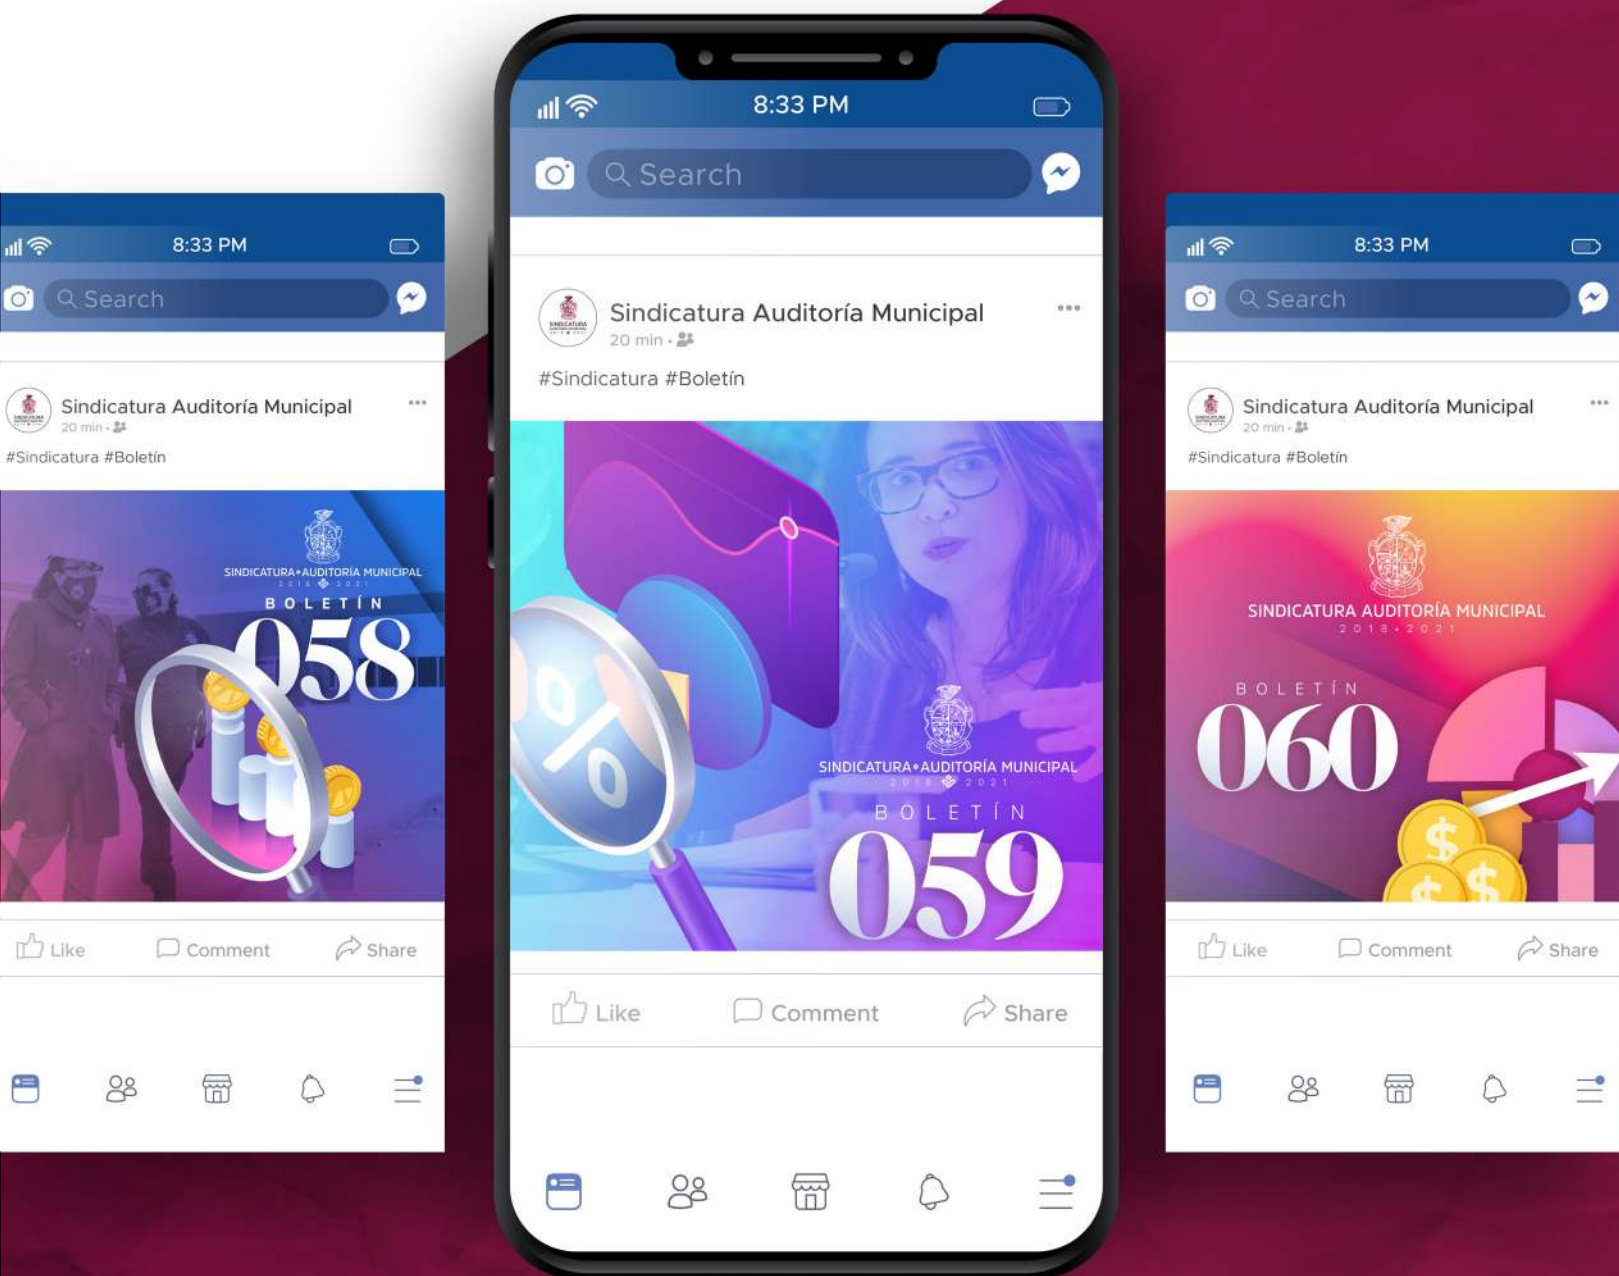 8:33 PM
Search
Sindicatura Auditoría Municipal
20 min
#Sindicatura #Boletín
SINDICATURA AUDITORÍA MUNICIPAL
2018 2021
BOLETÍN
058
Like Comment Share
8:33 PM
Search
Sindicatura Auditoría Municipal
20 min
#Sindicatura #Boletín
%
SINDICATURA AUDITORÍA MUNICIPAL
2018 2021
BOLETÍN
059
Like Comment Share
8:33 PM
Search
Sindicatura Auditoría Municipal
20 min
#Sindicatura #Boletín
SINDICATURA AUDITORÍA MUNICIPAL
2018•2021
BOLETÍN
060
$
$
$
Like Comment Share